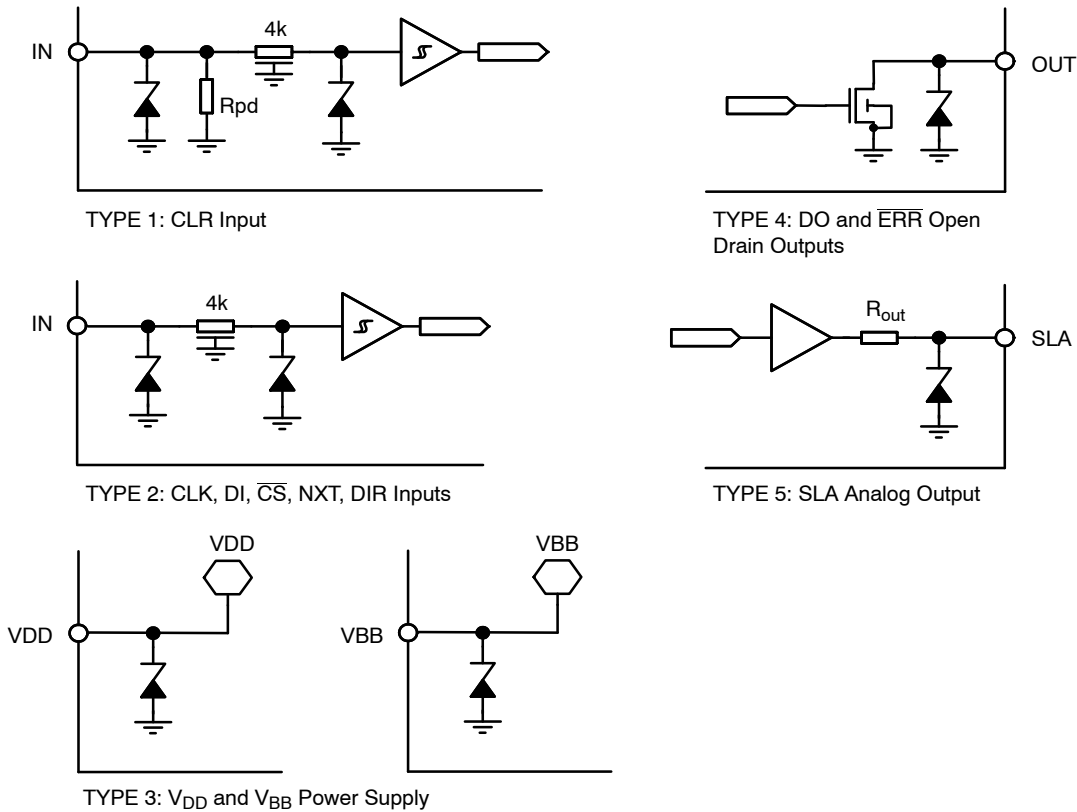 IN
4k
Rpd
TYPE 1: CLR Input
OUT
TYPE 4: DO and E̅R̅R̅ Open
Drain Outputs
IN
4k
TYPE 2: CLK, DI, C̅S̅, NXT, DIR Inputs
Rout
SLA
TYPE 5: SLA Analog Output
VDD
VDD
VBB
VBB
TYPE 3: VDD and VBB Power Supply